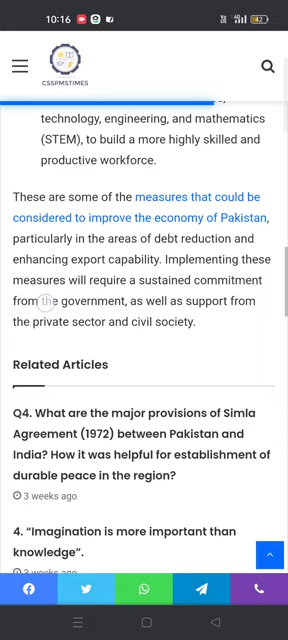 10:16
42
CSSPMSTIMES
technology, engineering, and mathematics
(STEM), to build a more highly skilled and
productive workforce.
These are some of the measures that could be
considered to improve the economy of Pakistan,
particularly in the areas of debt reduction and
enhancing export capability. Implementing these
measures will require a sustained commitment
from the government, as well as support from
the private sector and civil society.
Related Articles
Q4. What are the major provisions of Simla
Agreement (1972) between Pakistan and
India? How it was helpful for establishment of
durable peace in the region?
3 weeks ago
4. “Imagination is more important than
knowledge”.
3 weeks ago